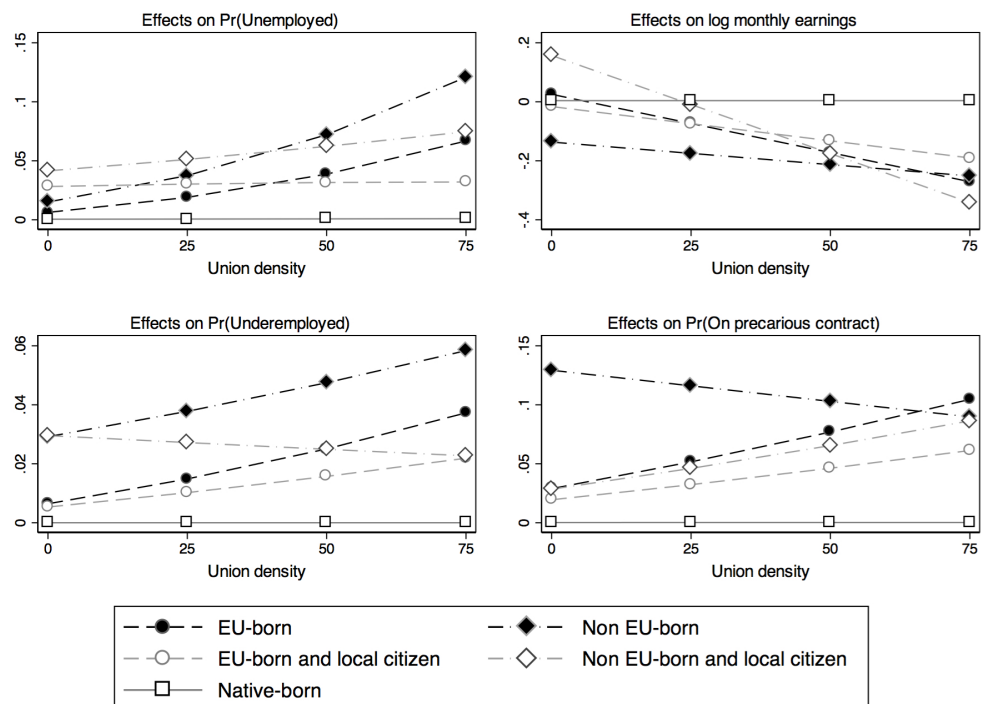 Effects on Pr(Unemployed)
.15
.1
.05
0
0 25 50 75
Union density
Effects on log monthly earnings
.2
0
-.2
-.4
0 25 50 75
Union density
Effects on Pr(Underemployed)
.06
.04
.02
0
0 25 50 75
Union density
Effects on Pr(On precarious contract)
.15
.1
.05
0
0 25 50 75
Union density
EU-born
Non EU-born
EU-born and local citizen
Non EU-born and local citizen
Native-born